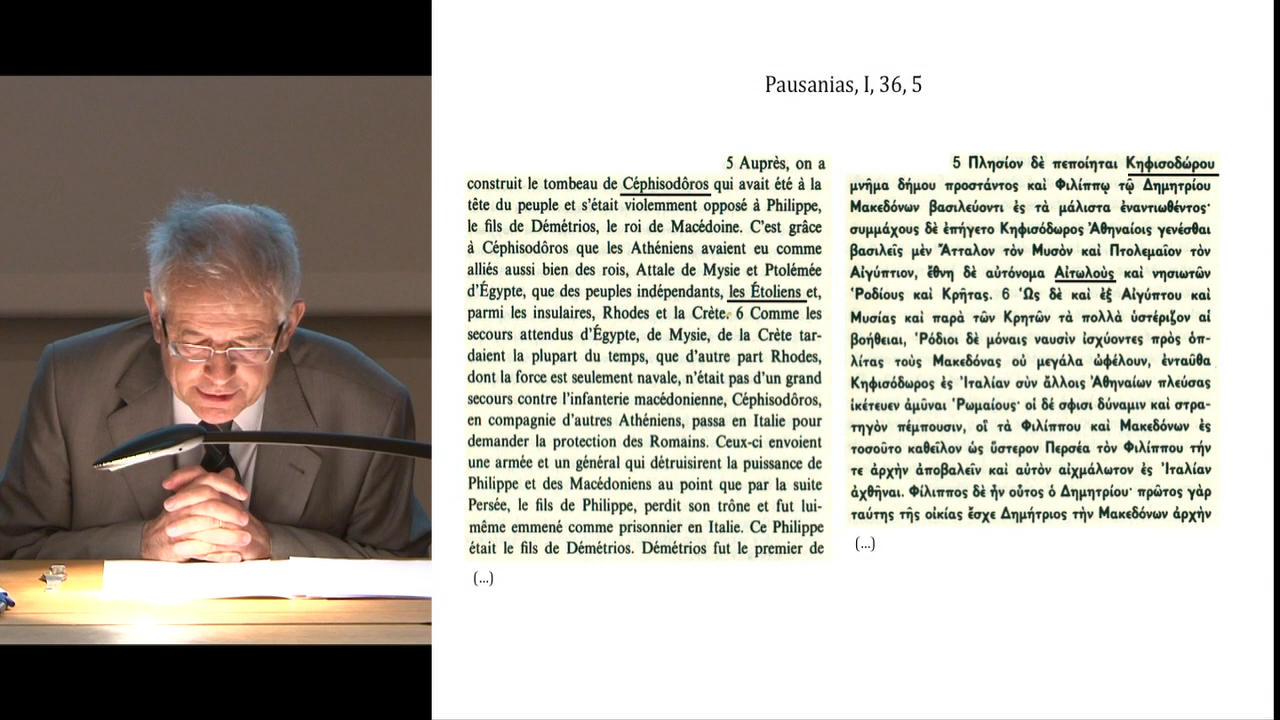 Pausanias, I, 36, 5
5 Auprès, on a
construit le tombeau de Céphisodôros qui avait été à la
tête du peuple et s'était violemment opposé à Philippe,
le fils de Démétrios, le roi de Macédoine. C'est grâce
à Céphisodôros que les Athéniens avaient eu comme
alliés aussi bien des rois, Attale de Mysie et Ptolémée
d'Égypte, que des peuples indépendants, les Étoliens et,
parmi les insulaires, Rhodes et la Crète. 6 Comme les
secours attendus d'Égypte, de Mysie, de la Crète tar-
daient la plupart du temps, que d'autre part Rhodes,
dont la force est seulement navale, n'était pas d'un grand
secours contre l'infanterie macédonienne, Céphisodôros,
en compagnie d'autres Athéniens, passa en Italie pour
demander la protection des Romains. Ceux-ci envoient
une armée et un général qui détruisirent la puissance de
Philippe et des Macédoniens au point que par la suite
Persée, le fils de Philippe, perdit son trône et fut lui-
même emmené comme prisonnier en Italie. Ce Philippe
était le fils de Démétrios. Démétrios fut le premier de
(...)
5 Πλησίον δὲ πεποίηται Κηφισοδώρου
μνῆμα δήμου προστάντος καὶ Φιλίππῳ τῷ Δημητρίου
Μακεδόνων βασιλεύοντι ἐς τὰ μάλιστα ἐναντιωθέντος·
συμμάχους δὲ ἐπήγετο Κηφισόδωρος Ἀθηναίοις γενέσθαι
βασιλεῖς μὲν Ἄτταλον τὸν Μυσὸν καὶ Πτολεμαῖον τὸν
Αἰγύπτιον, ἔθνη δὲ αὐτόνομα Αἰτωλοὺς καὶ νησιωτῶν
Ῥοδίους καὶ Κρῆτας. 6 Ὡς δὲ καὶ ἐξ Αἰγύπτου καὶ
Μυσίας καὶ παρὰ τῶν Κρητῶν τὰ πολλὰ ὑστέριζον αἱ
βοήθειαι, Ῥόδιοι δὲ μόναις ναυσὶν ἰσχύοντες πρὸς ὁπ-
λίτας τοὺς Μακεδόνας οὐ μεγάλα ὠφέλουν, ἐνταῦθα
Κηφισόδωρος ἐς Ἰταλίαν σὺν ἄλλοις Ἀθηναίων πλεύσας
ἱκέτευεν ἀμῦναι Ῥωμαίους· οἱ δέ σφισι δύναμιν καὶ στρα-
τηγὸν πέμπουσιν, οἳ τὰ Φιλίππου καὶ Μακεδόνων ἐς
τοσοῦτο καθεῖλον ὡς ὕστερον Περσέα τὸν Φιλίππου τήν
τε ἀρχὴν ἀποβαλεῖν καὶ αὐτὸν αἰχμάλωτον ἐς Ἰταλίαν
ἀχθῆναι. Φίλιππος δὲ ἦν οὗτος ὁ Δημητρίου· πρῶτος γὰρ
ταύτης τῆς οἰκίας ἔσχε Δημήτριος τὴν Μακεδόνων ἀρχὴν
(...)